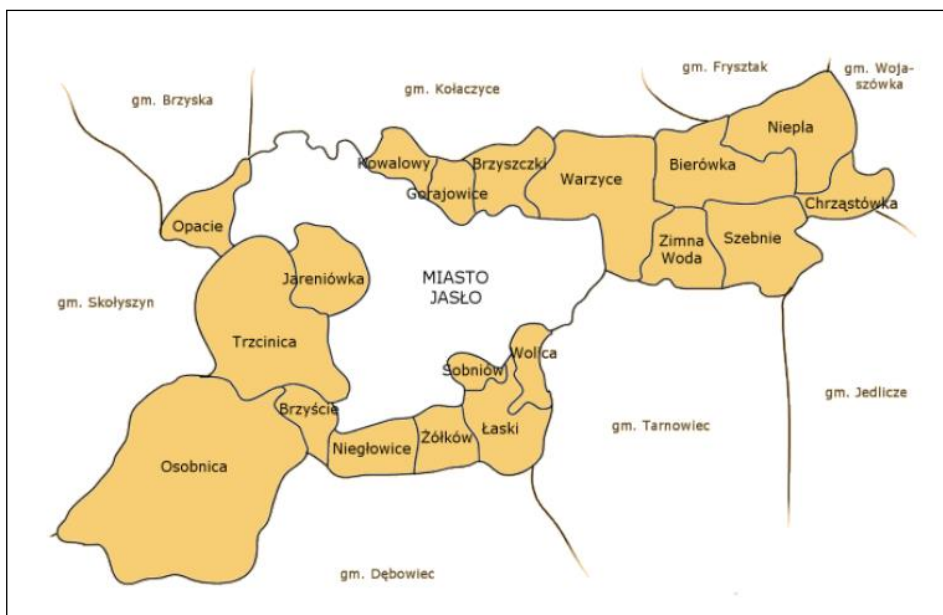 gm. Frysztak
gm. Woja-
szówka
gm. Brzyska
gm. Kołaczyce
Niepla
Kowalowy
Brzyszczki
Bierówka
Warzyce
Gorajowice
Chrząstówka
Opacie
Szebnie
Zimna
Woda
Jareniówka
MIASTO
JASŁO
gm. Skołyszyn
Trzcinica
Wolica
Sobniów
gm. Jedlicze
Brzyście
gm. Tarnowiec
Łaski
Żółków
Niegłowice
Osobnica
gm. Dębowiec